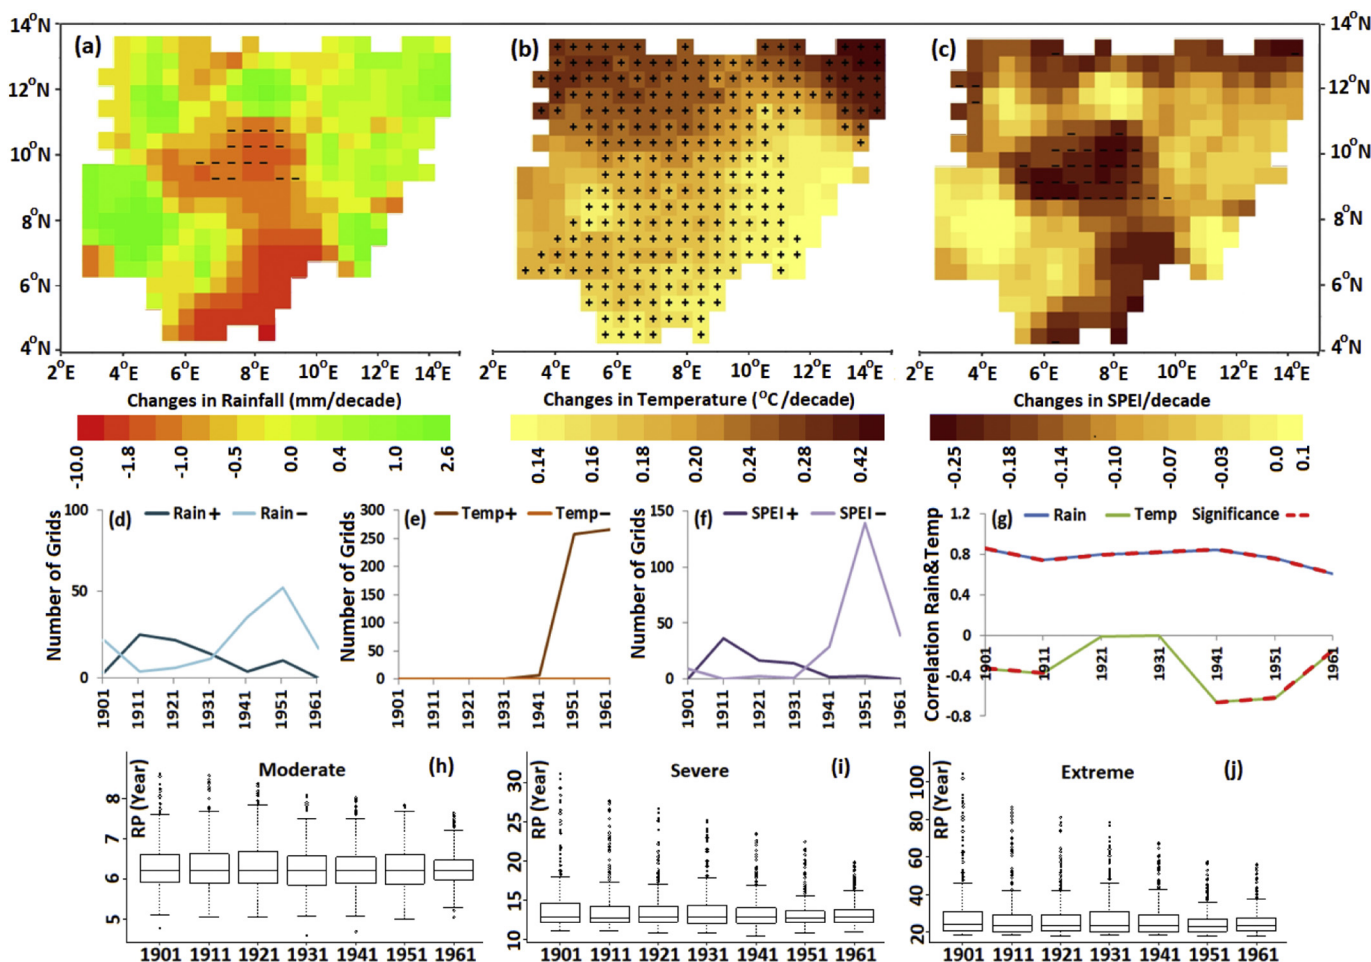 14°N (a) (b) (c) 14°N
12°N 12°N
10°N 10°N
8°N 8°N
6°N 6°N
4°N 4°N
2°E 4°E 6°E 8°E 10°E 12°E 14°E 2°E 4°E 6°E 8°E 10°E 12°E 14°E 2°E 4°E 6°E 8°E 10°E 12°E 14°E
Changes in Rainfall (mm/decade) Changes in Temperature (°C/decade) Changes in SPEI/decade
-10.0 -1.8 -1.0 -0.5 0.0 0.4 1.0 2.6
0.14 0.16 0.18 0.20 0.24 0.28 0.42
-0.25 -0.18 -0.14 -0.10 -0.07 -0.03 0.0 0.1
(d) Rain+ Rain−
Number of Grids
100
50
0
1901 1911 1921 1931 1941 1951 1961
(e) Temp+ Temp−
Number of Grids
300
250
200
150
100
50
0
1901 1911 1921 1931 1941 1951 1961
(f) SPEI+ SPEI−
Number of Grids
150
100
50
0
1901 1911 1921 1931 1941 1951 1961
(g) Rain Temp Significance
Correlation Rain&Temp
1.2
0.8
0.4
0
-0.4
-0.8
1901 1911 1921 1931 1941 1951 1961
Moderate (h)
RP (Year)
8
7
6
5
1901 1911 1921 1931 1941 1951 1961
Severe (i)
RP (Year)
30
25
20
15
10
1901 1911 1921 1931 1941 1951 1961
Extreme (j)
RP (Year)
100
80
60
40
20
1901 1911 1921 1931 1941 1951 1961